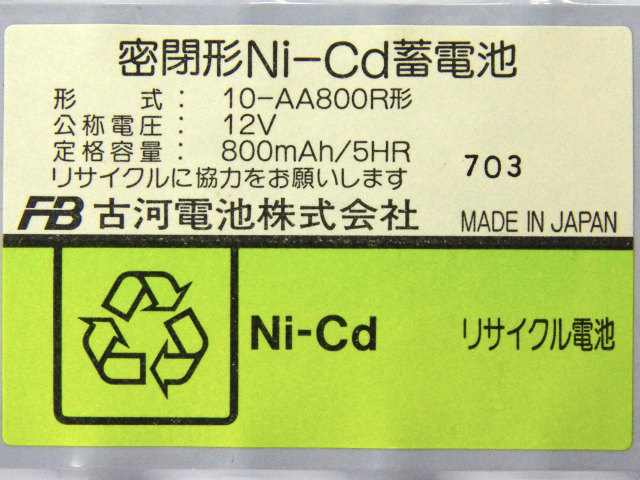 密閉形Ni-Cd蓄電池
形　式： 10-AA800R形
公称電圧： 12V
定格容量： 800mAh/5HR
703
リサイクルに協力をお願いします
FB 古河電池株式会社 MADE IN JAPAN
Ni-Cd リサイクル電池